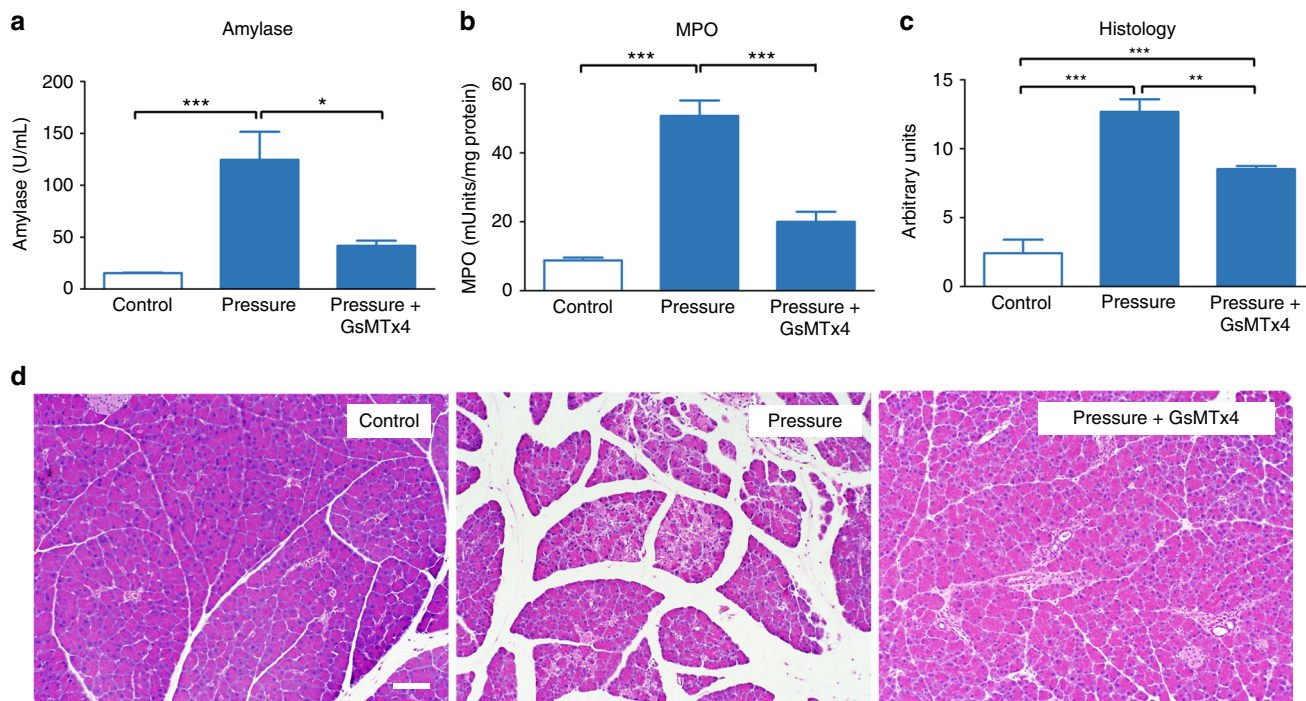 a
Amylase
Amylase (U/mL)
200
150
100
50
0
***
*
Control
Pressure
Pressure +
GsMTx4
b
MPO
MPO (mUnits/mg protein)
60
40
20
0
***
***
Control
Pressure
Pressure +
GsMTx4
c
Histology
Arbitrary units
15
10
5
0
***
***
**
Control
Pressure
Pressure +
GsMTx4
d
Control
Pressure
Pressure + GsMTx4